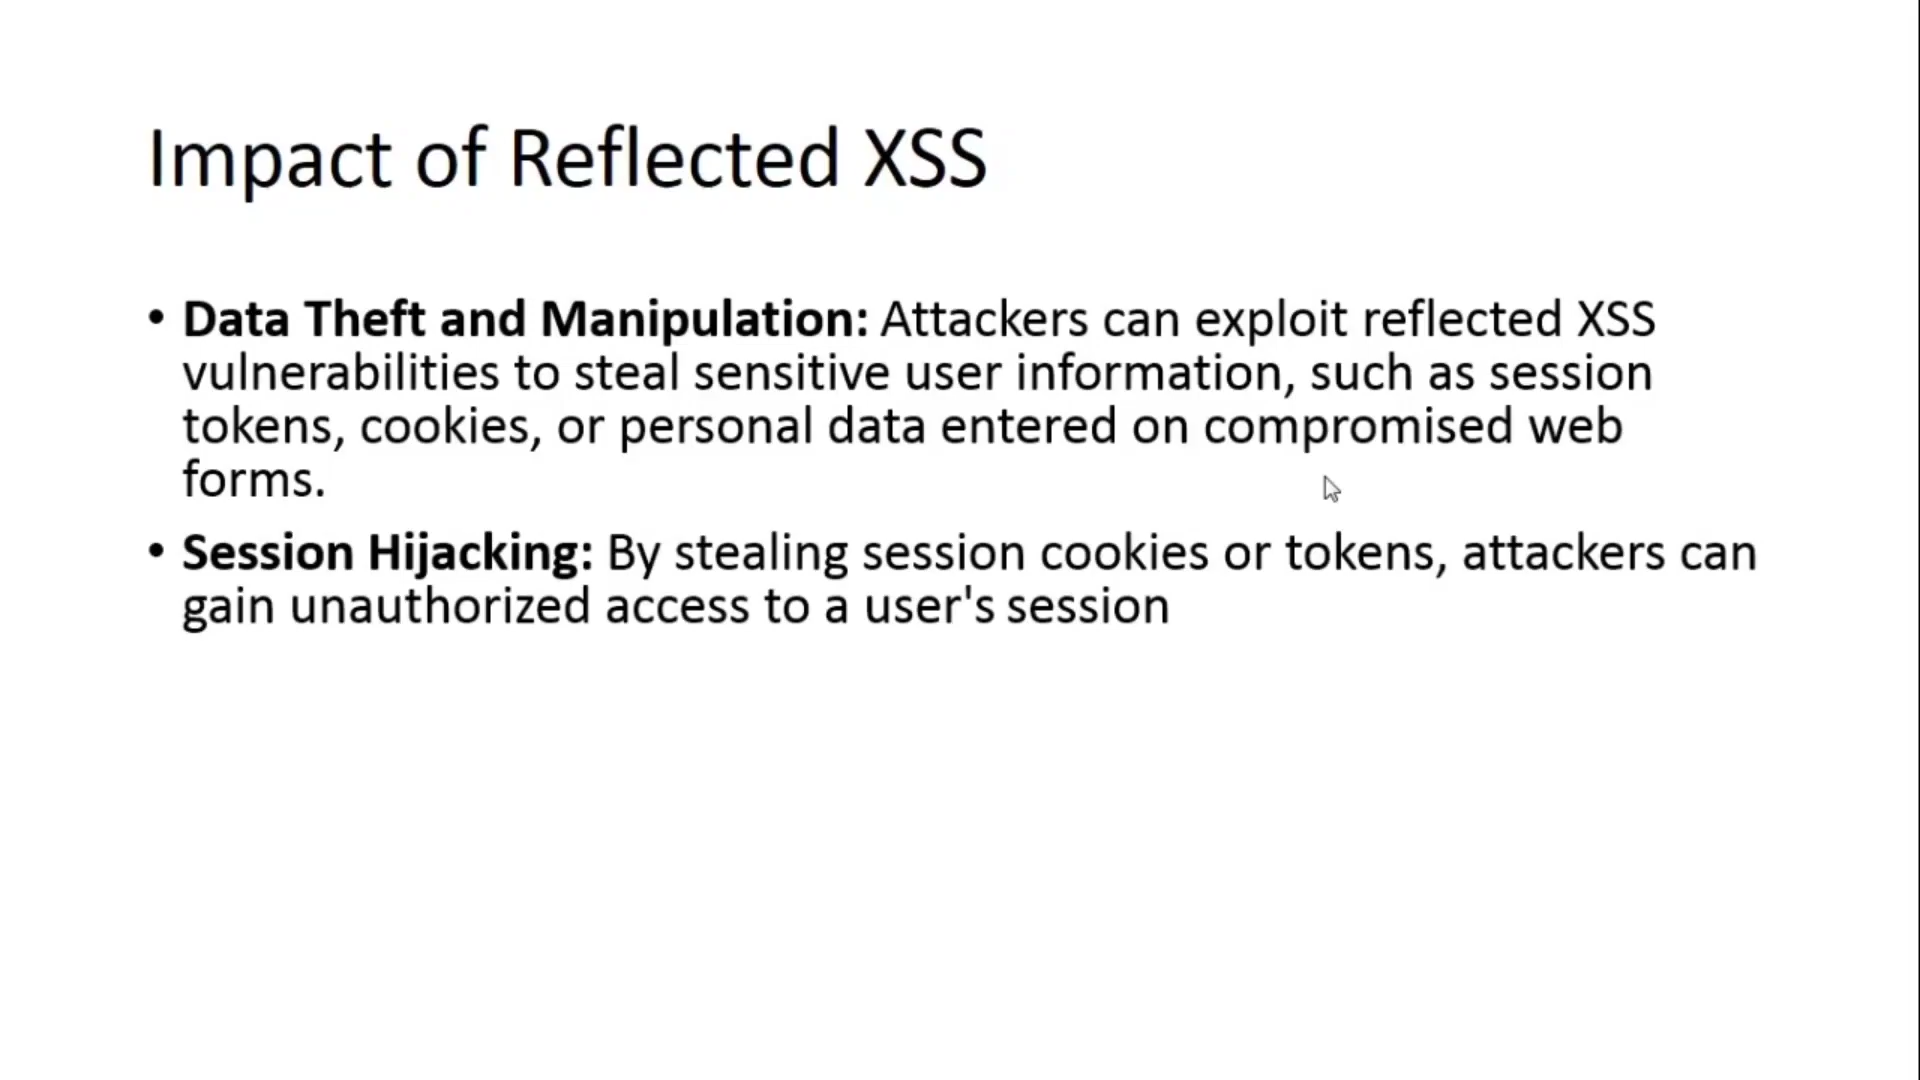 Impact of Reflected XSS
• Data Theft and Manipulation: Attackers can exploit reflected XSS
vulnerabilities to steal sensitive user information, such as session
tokens, cookies, or personal data entered on compromised web
forms.
• Session Hijacking: By stealing session cookies or tokens, attackers can
gain unauthorized access to a user's session